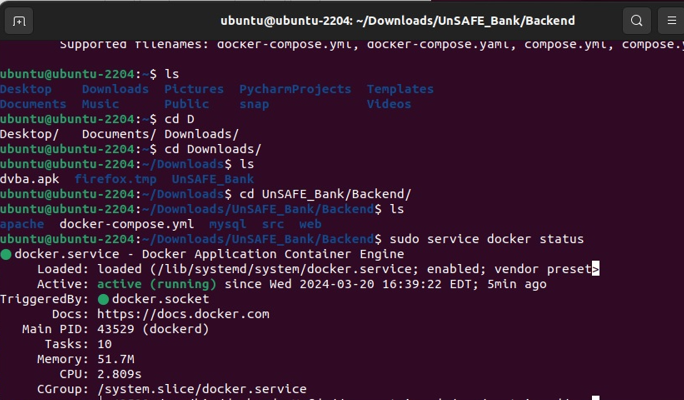 ubuntu@ubuntu-2204: ~/Downloads/UnSAFE_Bank/Backend
Supported filenames: docker-compose.yml, docker-compose.yaml, compose.yml, compose.y
ubuntu@ubuntu-2204:~$ ls
Desktop Downloads Pictures PycharmProjects Templates
Documents Music Public snap Videos
ubuntu@ubuntu-2204:~$ cd D
Desktop/ Documents/ Downloads/
ubuntu@ubuntu-2204:~$ cd Downloads/
ubuntu@ubuntu-2204:~/Downloads$ ls
dvba.apk firefox.tmp UnSAFE_Bank
ubuntu@ubuntu-2204:~/Downloads$ cd UnSAFE_Bank/Backend/
ubuntu@ubuntu-2204:~/Downloads/UnSAFE_Bank/Backend$ ls
apache docker-compose.yml mysql src web
ubuntu@ubuntu-2204:~/Downloads/UnSAFE_Bank/Backend$ sudo service docker status
docker.service - Docker Application Container Engine
Loaded: loaded (/lib/systemd/system/docker.service; enabled; vendor preset>
Active: active (running) since Wed 2024-03-20 16:39:22 EDT; 5min ago
TriggeredBy: docker.socket
Docs: https://docs.docker.com
Main PID: 43529 (dockerd)
Tasks: 10
Memory: 51.7M
CPU: 2.809s
CGroup: /system.slice/docker.service